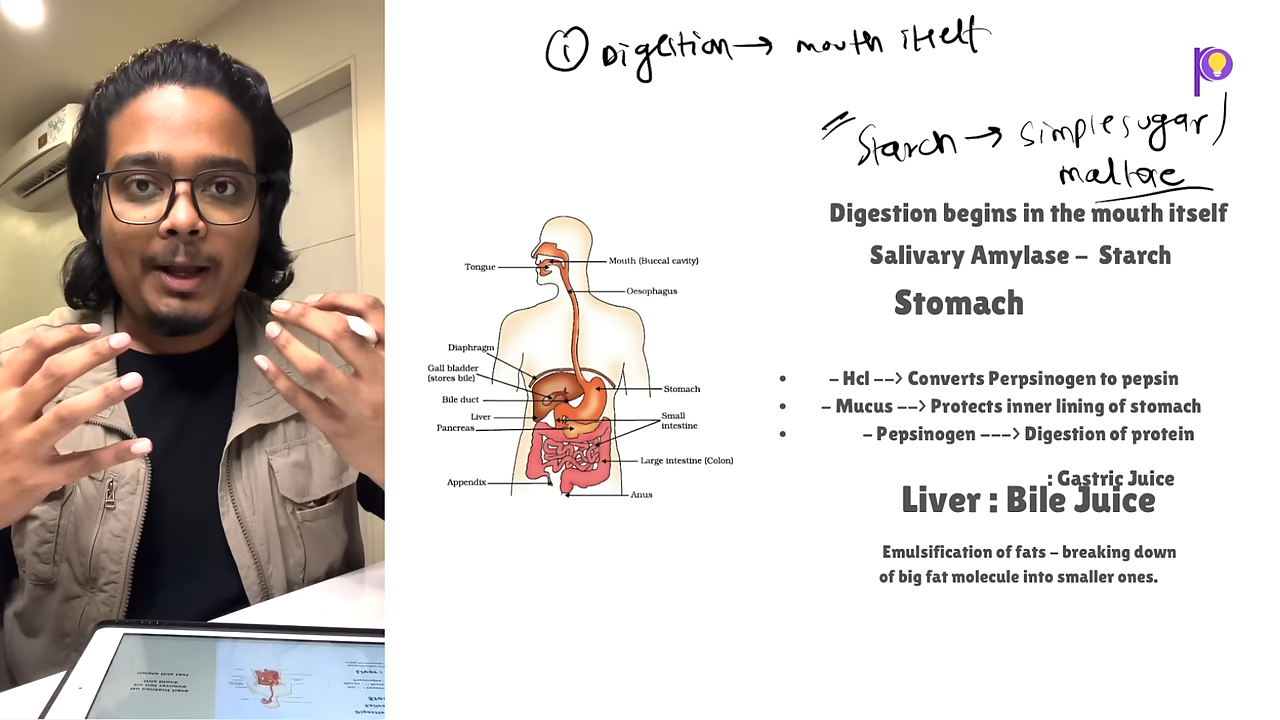 ① Digestion → mouth itself
Starch → simple sugar /
maltose
Digestion begins in the mouth itself
Salivary Amylase – Starch
Stomach
Mouth (Buccal cavity)
Tongue
Oesophagus
Diaphragm
Gall bladder
(stores bile)
Bile duct
Liver
Pancreas
Stomach
Small
intestine
Large intestine (Colon)
Appendix
Anus
• – Hcl --> Converts Perpsinogen to pepsin
• – Mucus --> Protects inner lining of stomach
• – Pepsinogen ---> Digestion of protein
: Gastric Juice
Liver : Bile Juice
Emulsification of fats – breaking down
of big fat molecule into smaller ones.